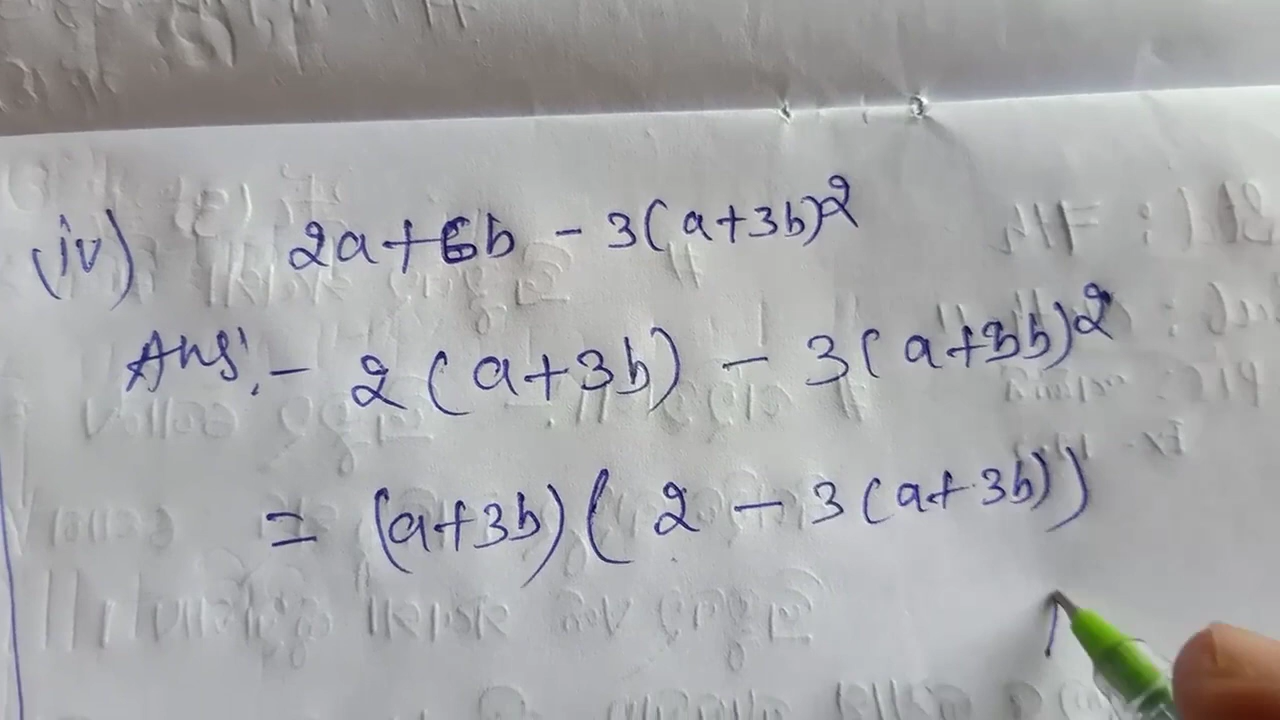 (iv) 2a+6b - 3(a+3b)²
Ans:- 2(a+3b) - 3(a+3b)²
= (a+3b)(2 - 3(a+3b))